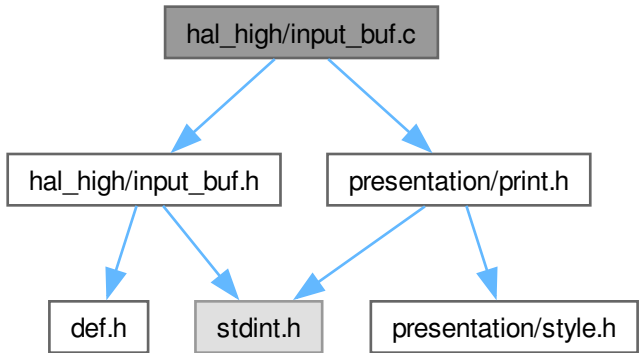 hal_high/input_buf.c
hal_high/input_buf.h
presentation/print.h
def.h
stdint.h
presentation/style.h